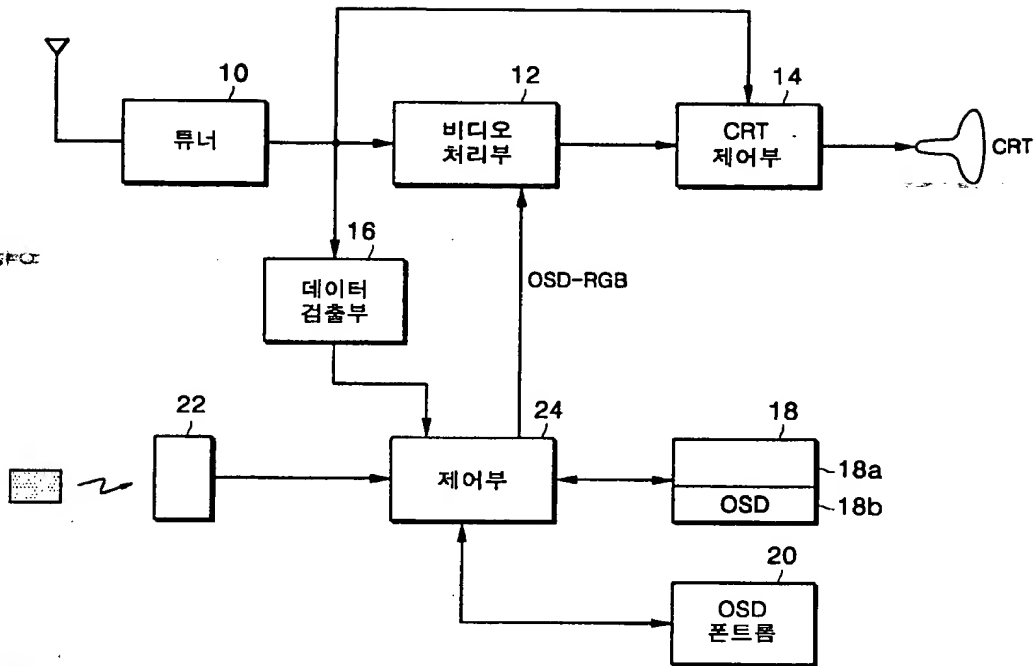 10
튜너
12
비디오
처리부
14
CRT
제어부
CRT
16
데이터
검출부
OSD-RGB
22
24
제어부
18
18a
OSD
18b
20
OSD
폰트롬